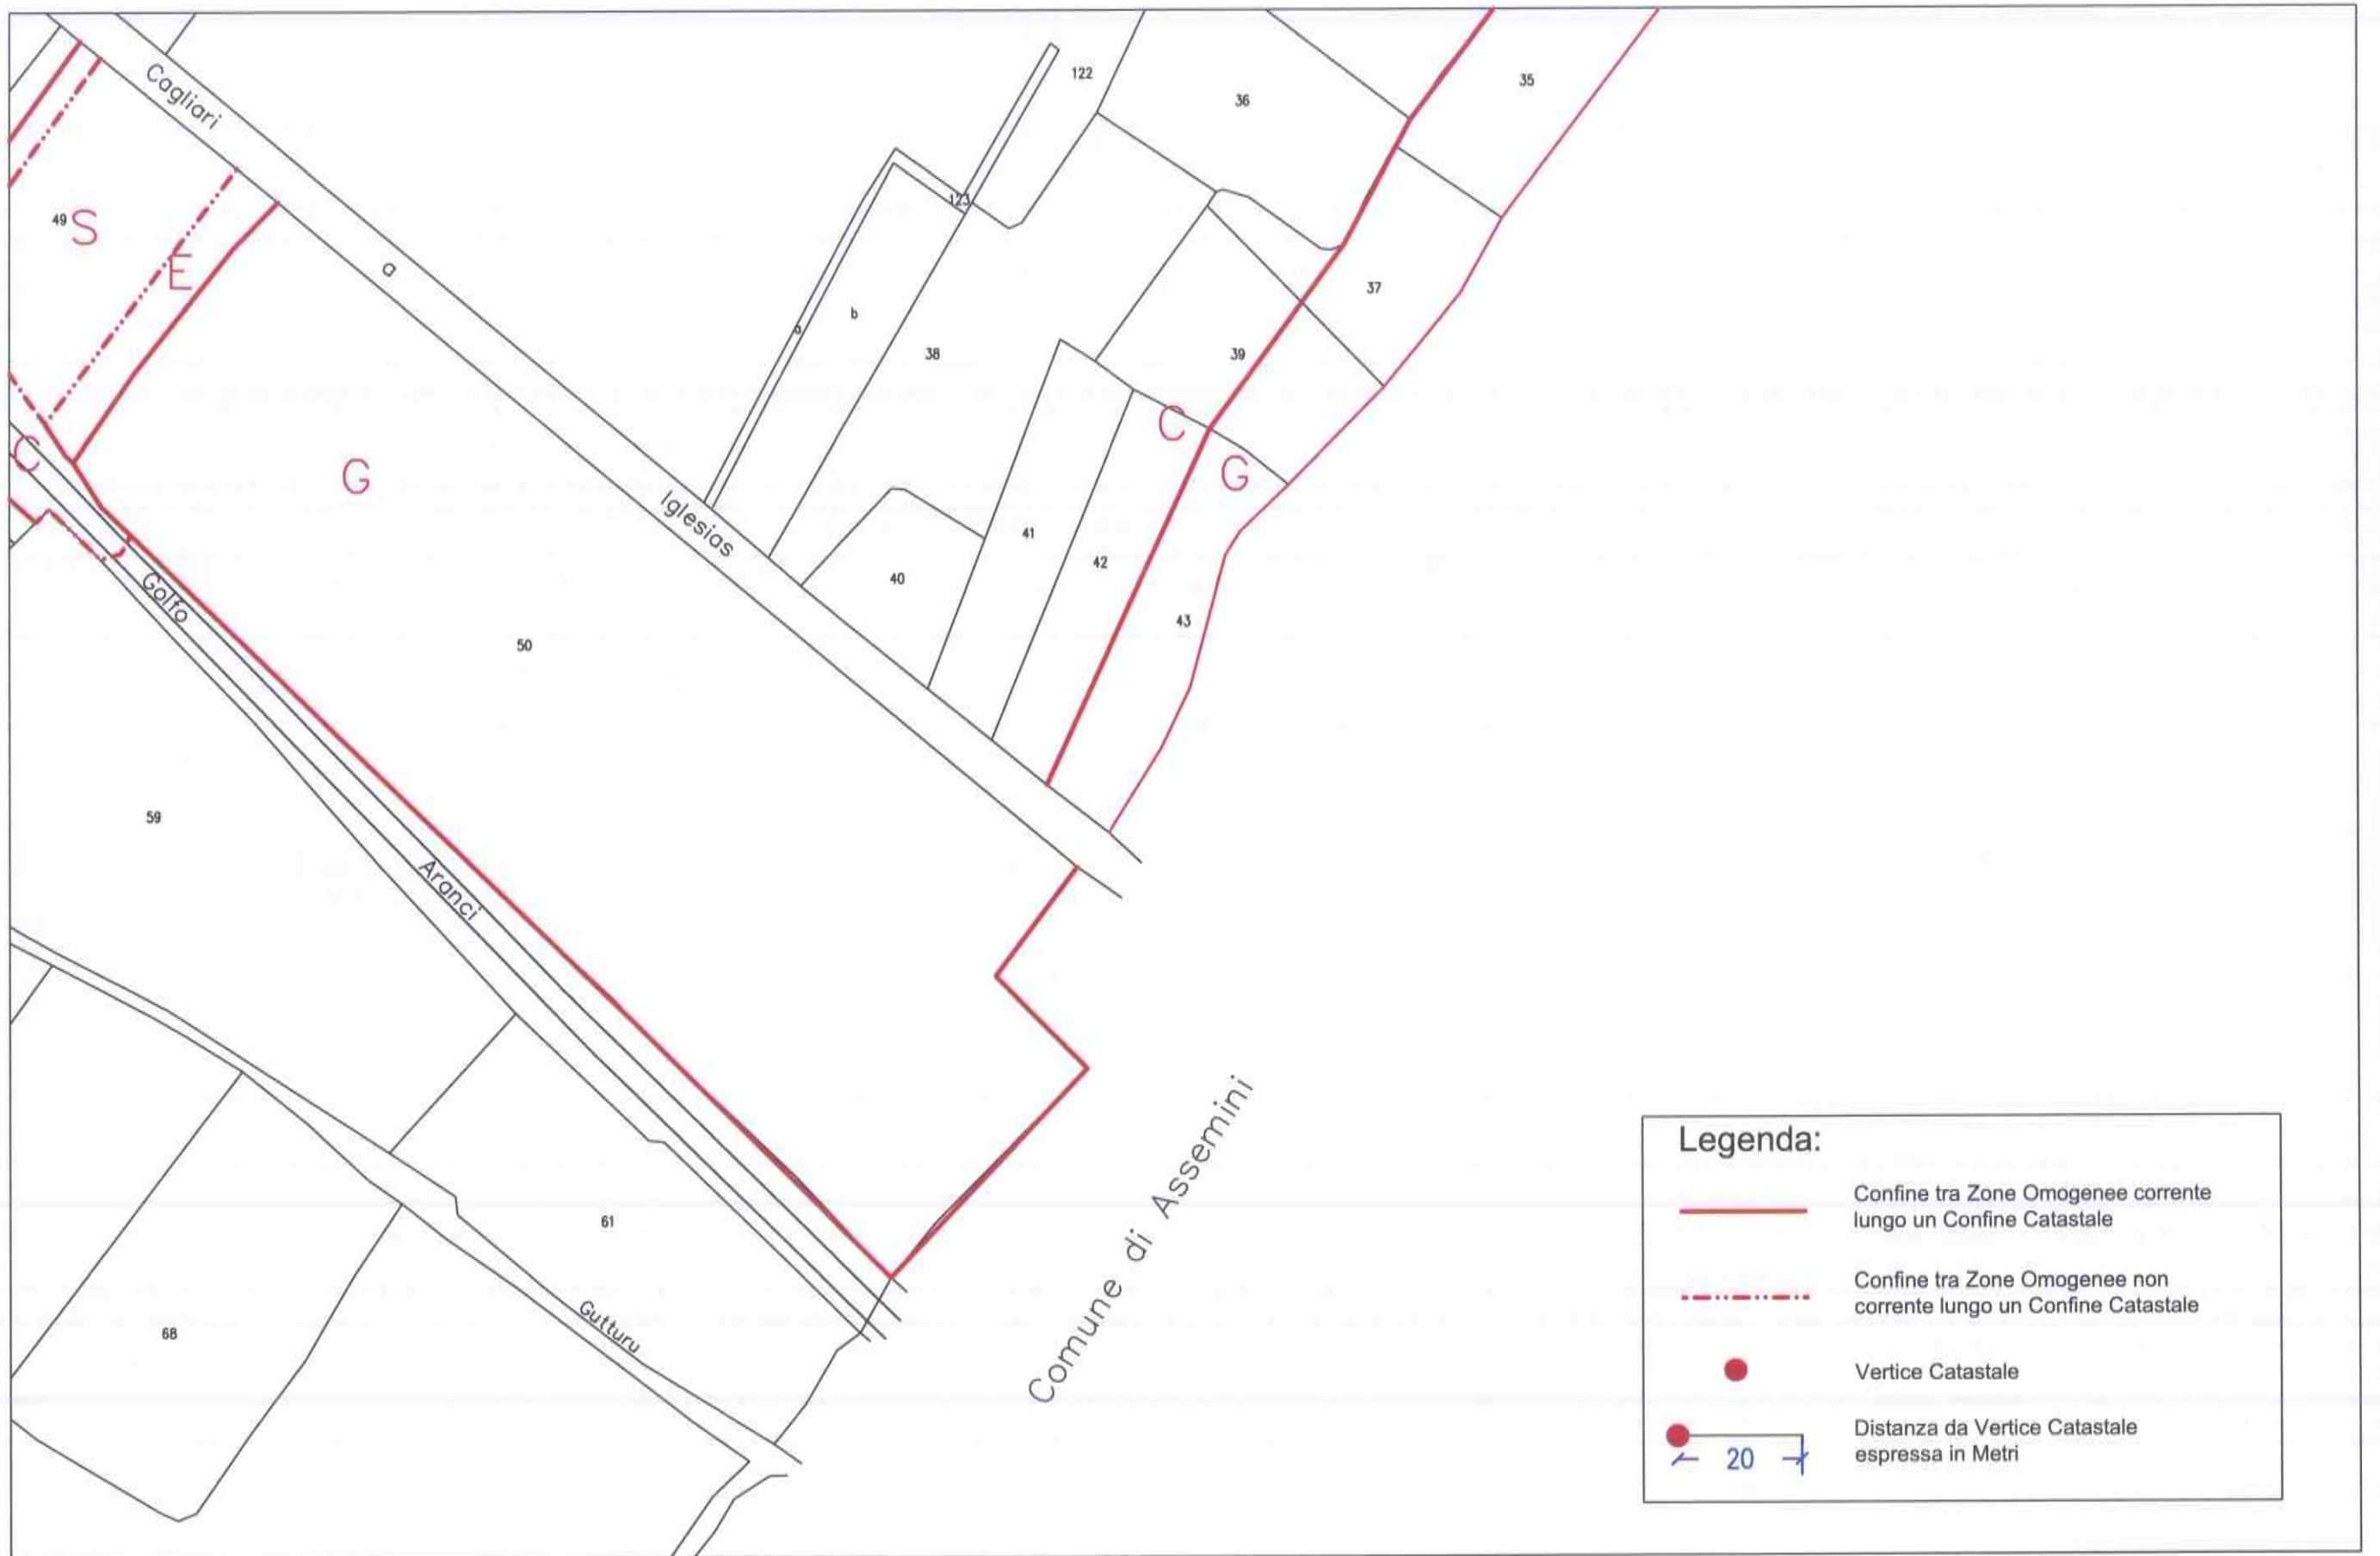 122
36
35
Cagliari
123
49
S
E
a
37
b
a
38
39
C
C
G
G
Iglesias
41
42
40
Golfo
43
50
59
Aranci
Comune di Assemini
61
Gutturu
68
Legenda:
Confine tra Zone Omogenee corrente
lungo un Confine Catastale
Confine tra Zone Omogenee non
corrente lungo un Confine Catastale
Vertice Catastale
Distanza da Vertice Catastale
espressa in Metri
20